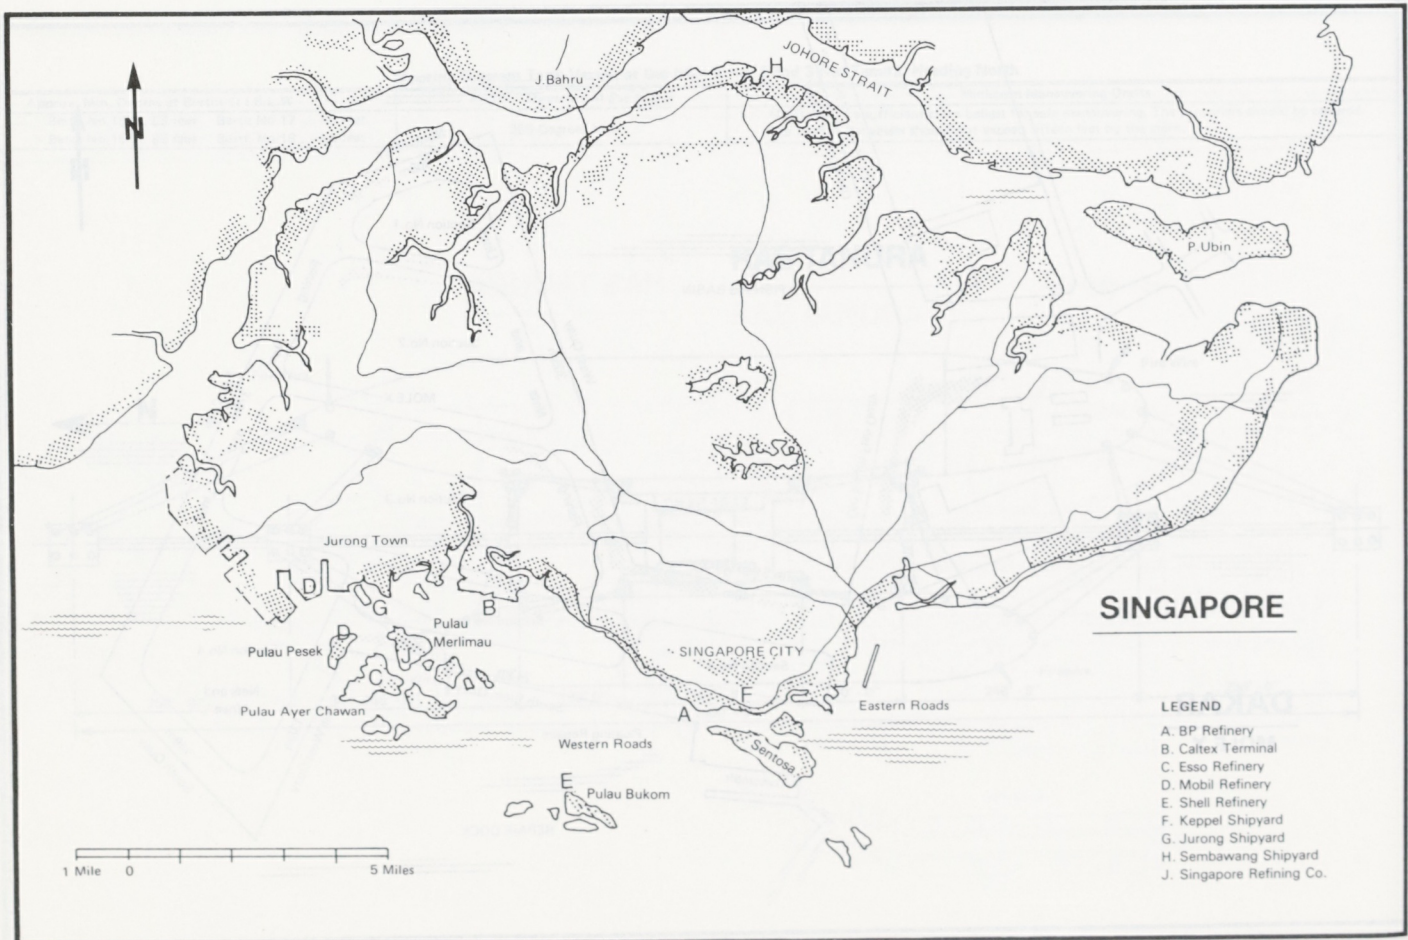 JOHORE STRAIT
H
J.Bahru
N
P.Ubin
Jurong Town
D
G
B
SINGAPORE
Pulau
Merlimau
D
Pulau Pesek
SINGAPORE CITY
C
F
Pulau Ayer Chawan
A
Eastern Roads
Western Roads
Sentosa
E
Pulau Bukom
1 Mile 0 5 Miles
LEGEND
A. BP Refinery
B. Caltex Terminal
C. Esso Refinery
D. Mobil Refinery
E. Shell Refinery
F. Keppel Shipyard
G. Jurong Shipyard
H. Sembawang Shipyard
J. Singapore Refining Co.